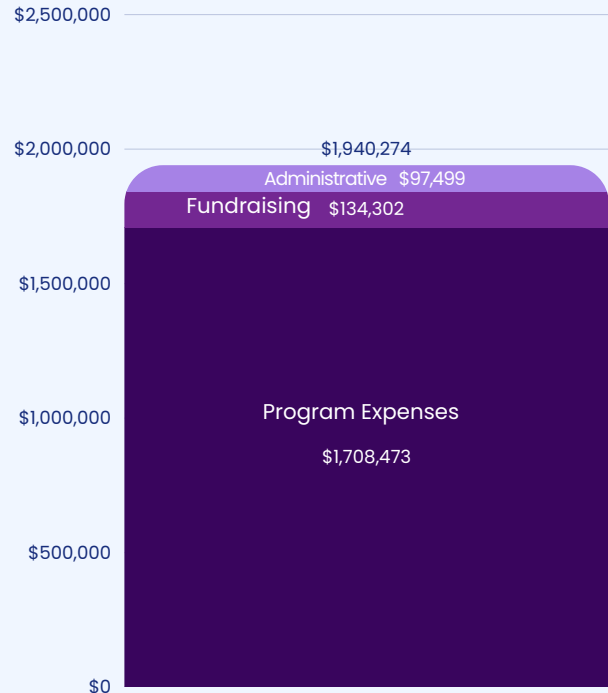 $2,500,000
$2,000,000
$1,940,274
Administrative $97,499
Fundraising $134,302
$1,500,000
Program Expenses
$1,000,000
$1,708,473
$500,000
$0